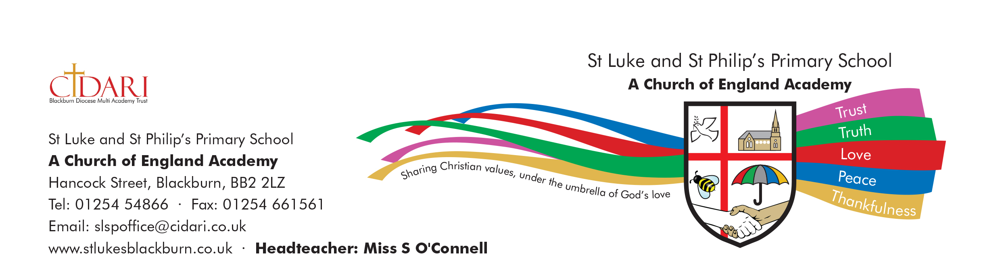 CIDARI
Blackburn Diocese Multi Academy Trust
St Luke and St Philip’s Primary School
A Church of England Academy
Hancock Street, Blackburn, BB2 2LZ
Tel: 01254 54866 · Fax: 01254 661561
Email: slspoffice@cidari.co.uk
www.stlukesblackburn.co.uk · Headteacher: Miss S O'Connell
St Luke and St Philip’s Primary School
A Church of England Academy
Sharing Christian values, under the umbrella of God’s love
Trust
Truth
Love
Peace
Thankfulness